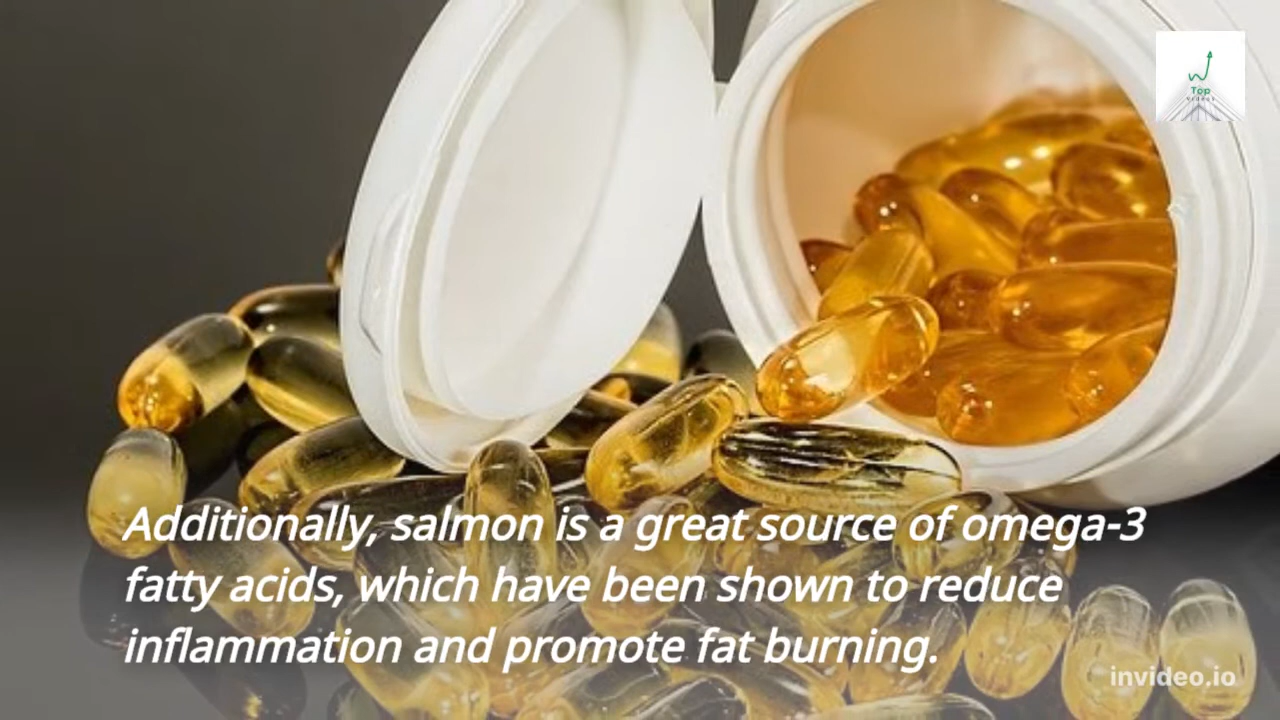 Top
Videos
Additionally, salmon is a great source of omega-3
fatty acids, which have been shown to reduce
inflammation and promote fat burning.
invideo.io